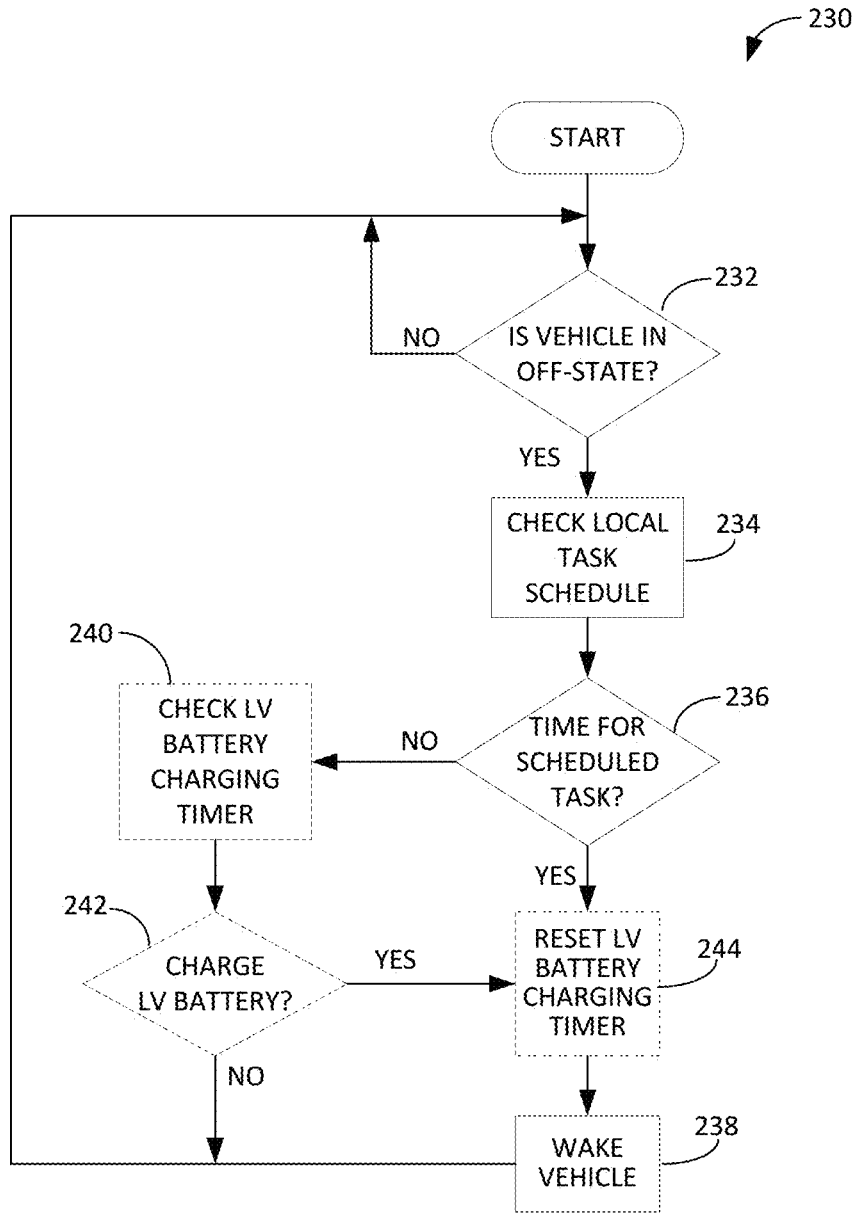 230
START
232
IS VEHICLE IN
OFF-STATE?
NO
YES
CHECK LOCAL
TASK
SCHEDULE
234
240
CHECK LV
BATTERY
CHARGING
TIMER
NO
TIME FOR
SCHEDULED
TASK?
236
YES
242
CHARGE
LV BATTERY?
YES
RESET LV
BATTERY
CHARGING
TIMER
244
NO
WAKE
VEHICLE
238